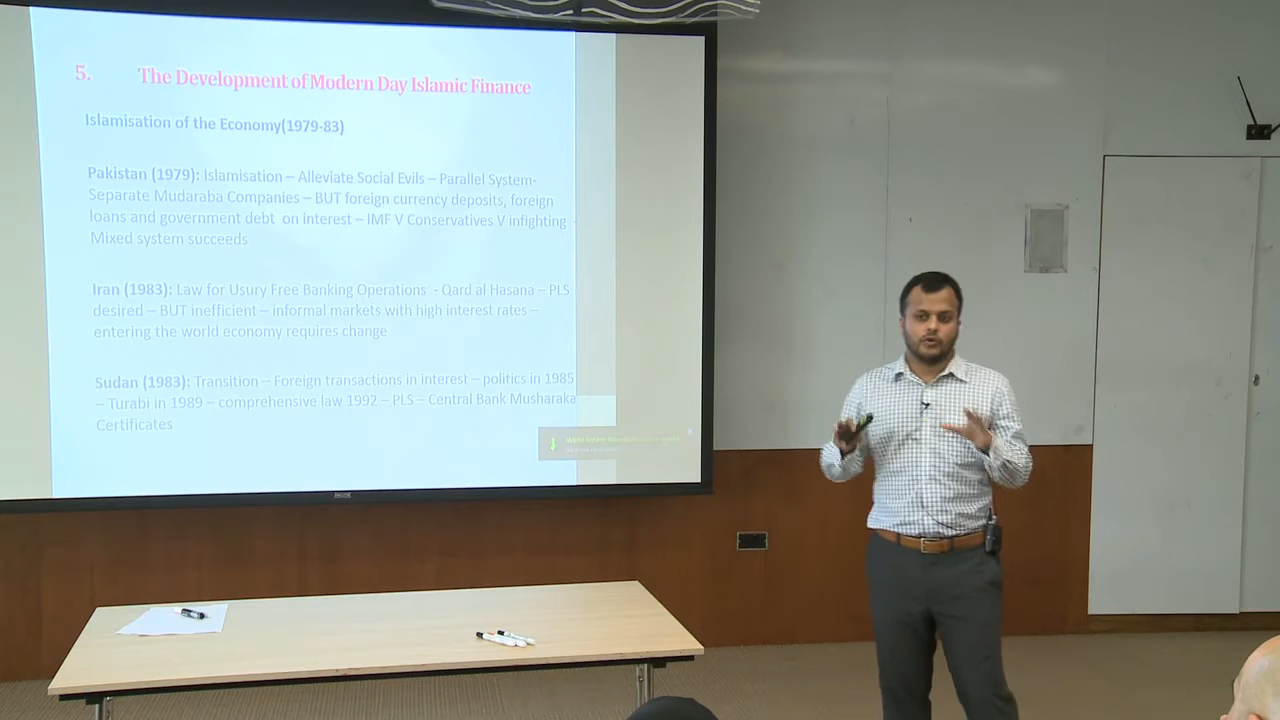 5. The Development of Modern Day Islamic Finance
Islamisation of the Economy(1979-83)
Pakistan (1979): Islamisation – Alleviate Social Evils – Parallel System-
Separate Mudaraba Companies – BUT foreign currency deposits, foreign
loans and government debt on interest – IMF V Conservatives V infighting -
Mixed system succeeds
Iran (1983): Law for Usury Free Banking Operations - Qard al Hasana – PLS
desired – BUT inefficient – informal markets with high interest rates –
entering the world economy requires change
Sudan (1983): Transition – Foreign transactions in interest – politics in 1985
– Turabi in 1989 – comprehensive law 1992 – PLS – Central Bank Musharaka
Certificates